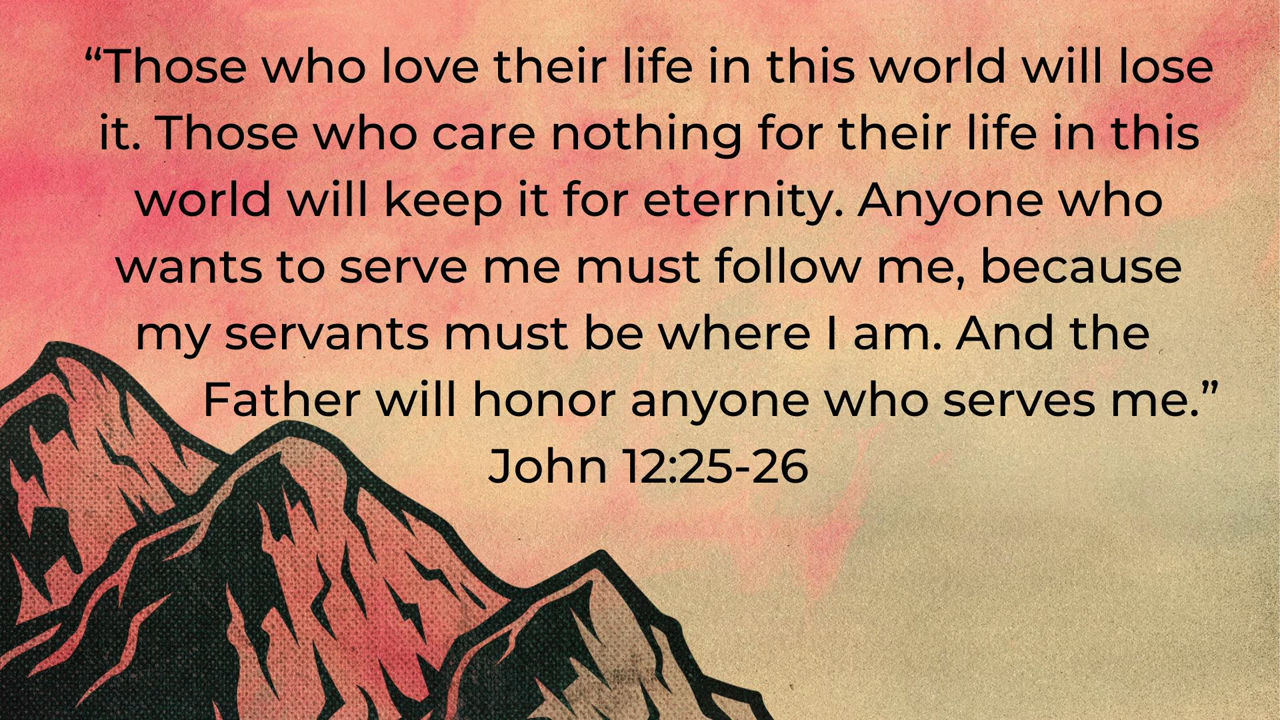 “Those who love their life in this world will lose
it. Those who care nothing for their life in this
world will keep it for eternity. Anyone who
wants to serve me must follow me, because
my servants must be where I am. And the
Father will honor anyone who serves me.”
John 12:25-26